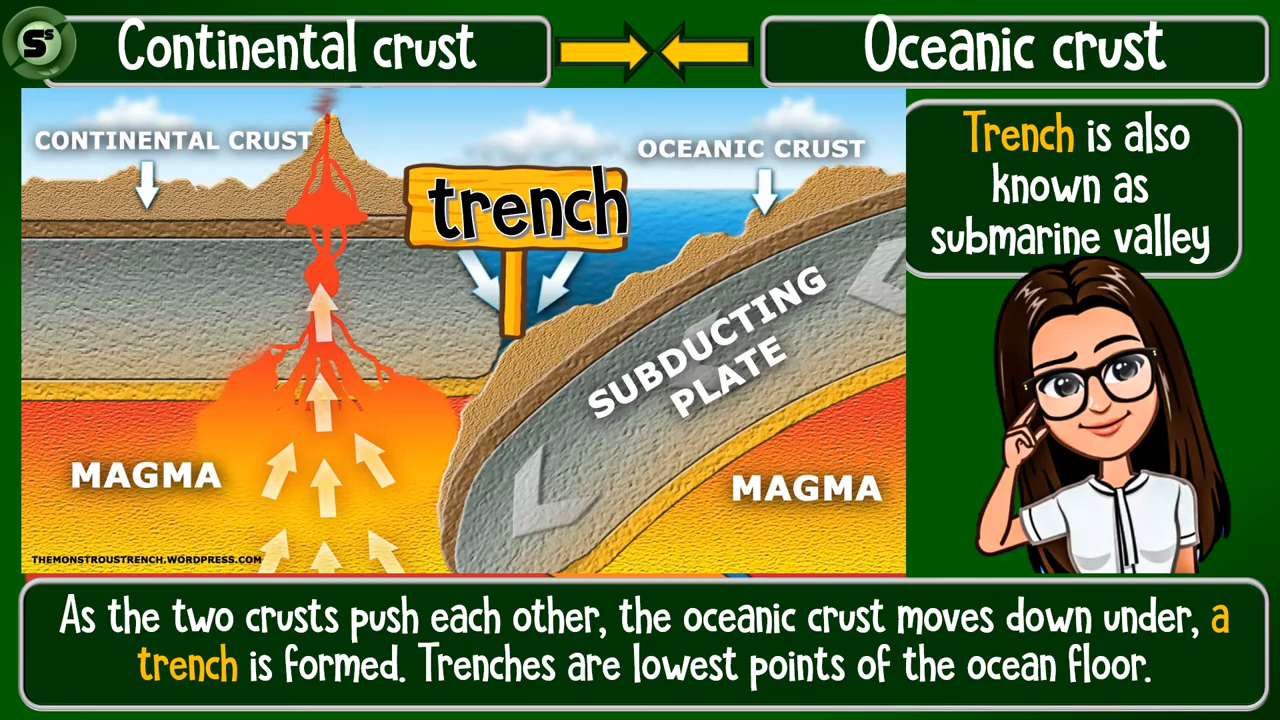 Ss
Continental crust
Oceanic crust
CONTINENTAL CRUST
OCEANIC CRUST
trench
SUBDUCTING
PLATE
MAGMA
MAGMA
THEMONSTROUSTRENCH.WORDPRESS.COM
Trench is also
known as
submarine valley
As the two crusts push each other, the oceanic crust moves down under, a
trench is formed. Trenches are lowest points of the ocean floor.